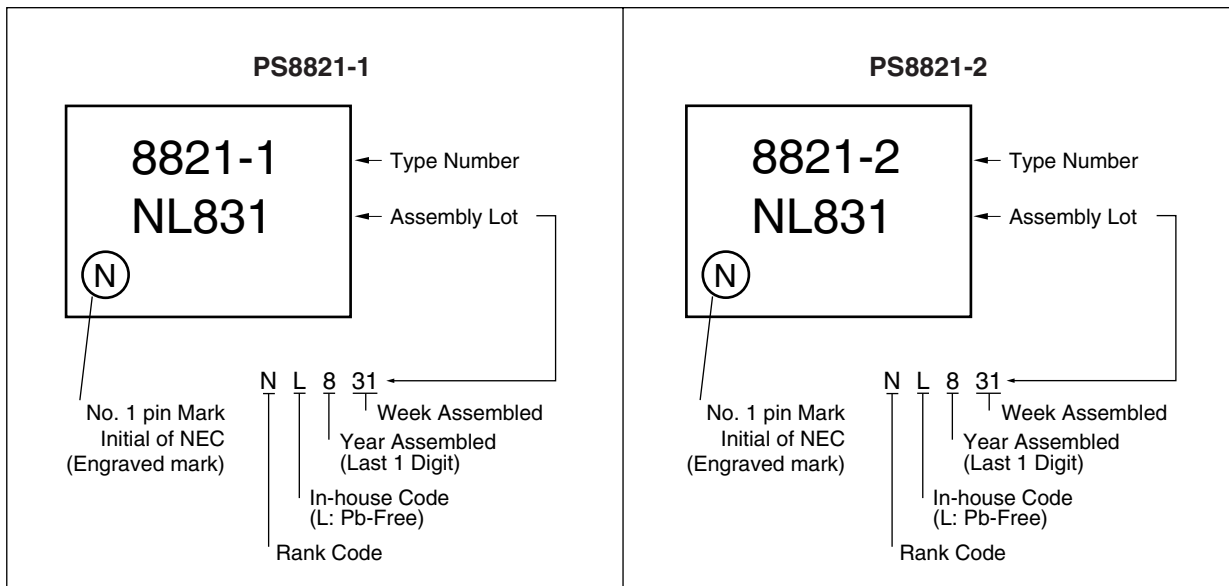 PS8821-1
8821-1
Type Number
NL831
Assembly Lot
N
N L 8 31
No. 1 pin Mark
Initial of NEC
(Engraved mark)
Week Assembled
Year Assembled
(Last 1 Digit)
In-house Code
(L: Pb-Free)
Rank Code
PS8821-2
8821-2
Type Number
NL831
Assembly Lot
N
N L 8 31
No. 1 pin Mark
Initial of NEC
(Engraved mark)
Week Assembled
Year Assembled
(Last 1 Digit)
In-house Code
(L: Pb-Free)
Rank Code